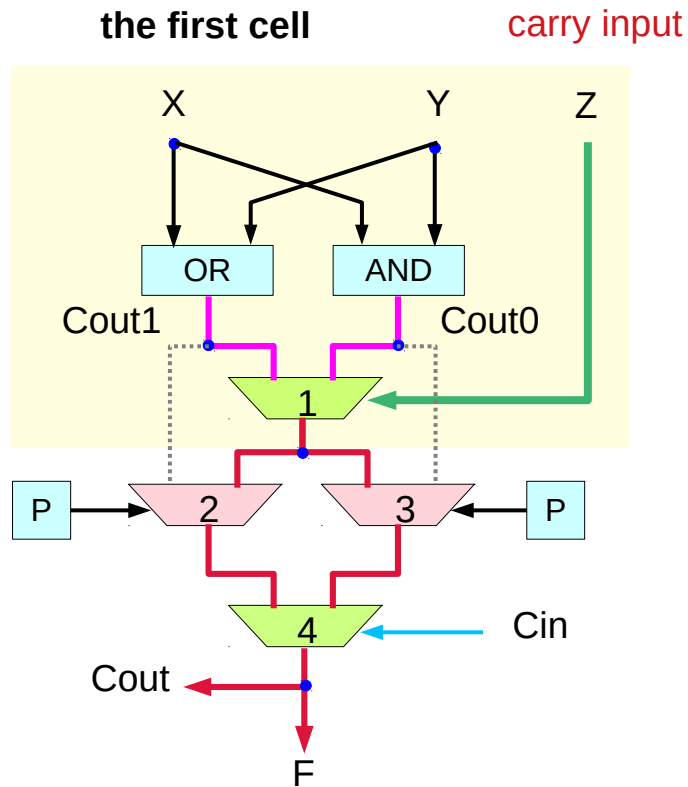 the first cell
carry input
X
Y
Z
OR
AND
Cout1
Cout0
1
P
2
3
P
4
Cin
Cout
F